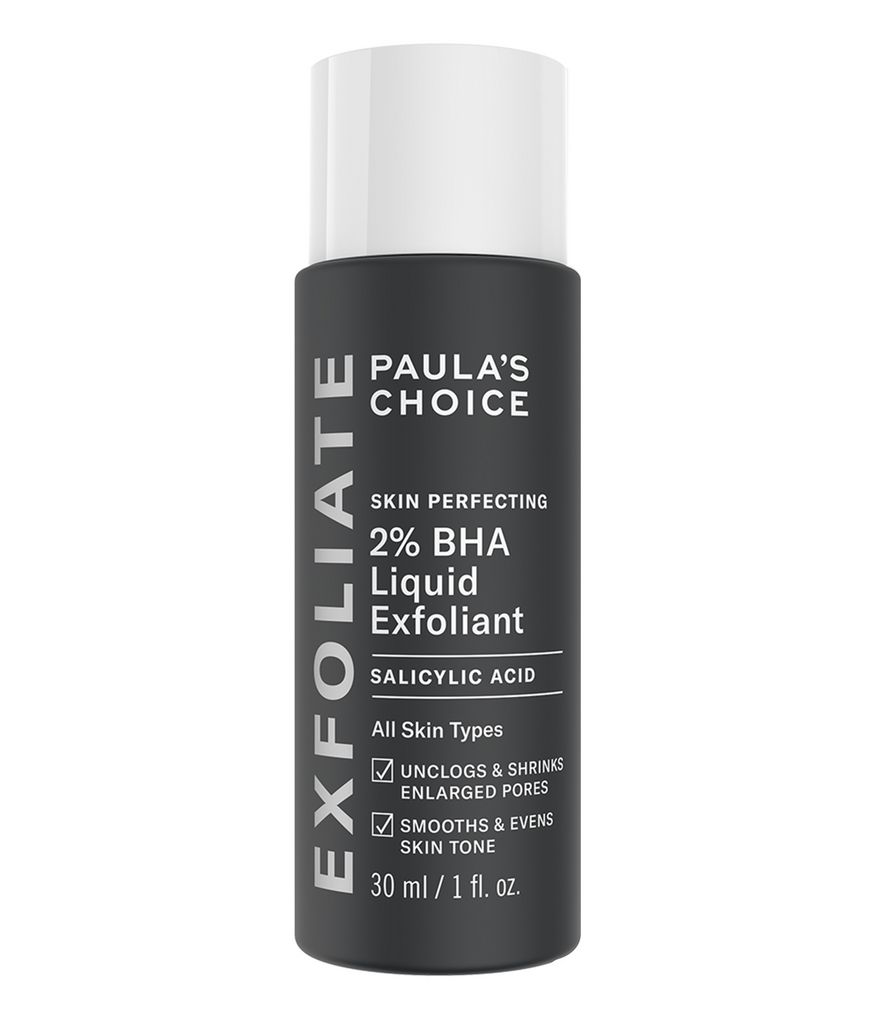 EXFOLIATE
PAULA'S
CHOICE
SKIN PERFECTING
2% BHA
Liquid
Exfoliant
SALICYLIC ACID
All Skin Types
UNCLOGS & SHRINKS
ENLARGED PORES
SMOOTHS & EVENS
SKIN TONE
30 ml / 1 fl. oz.